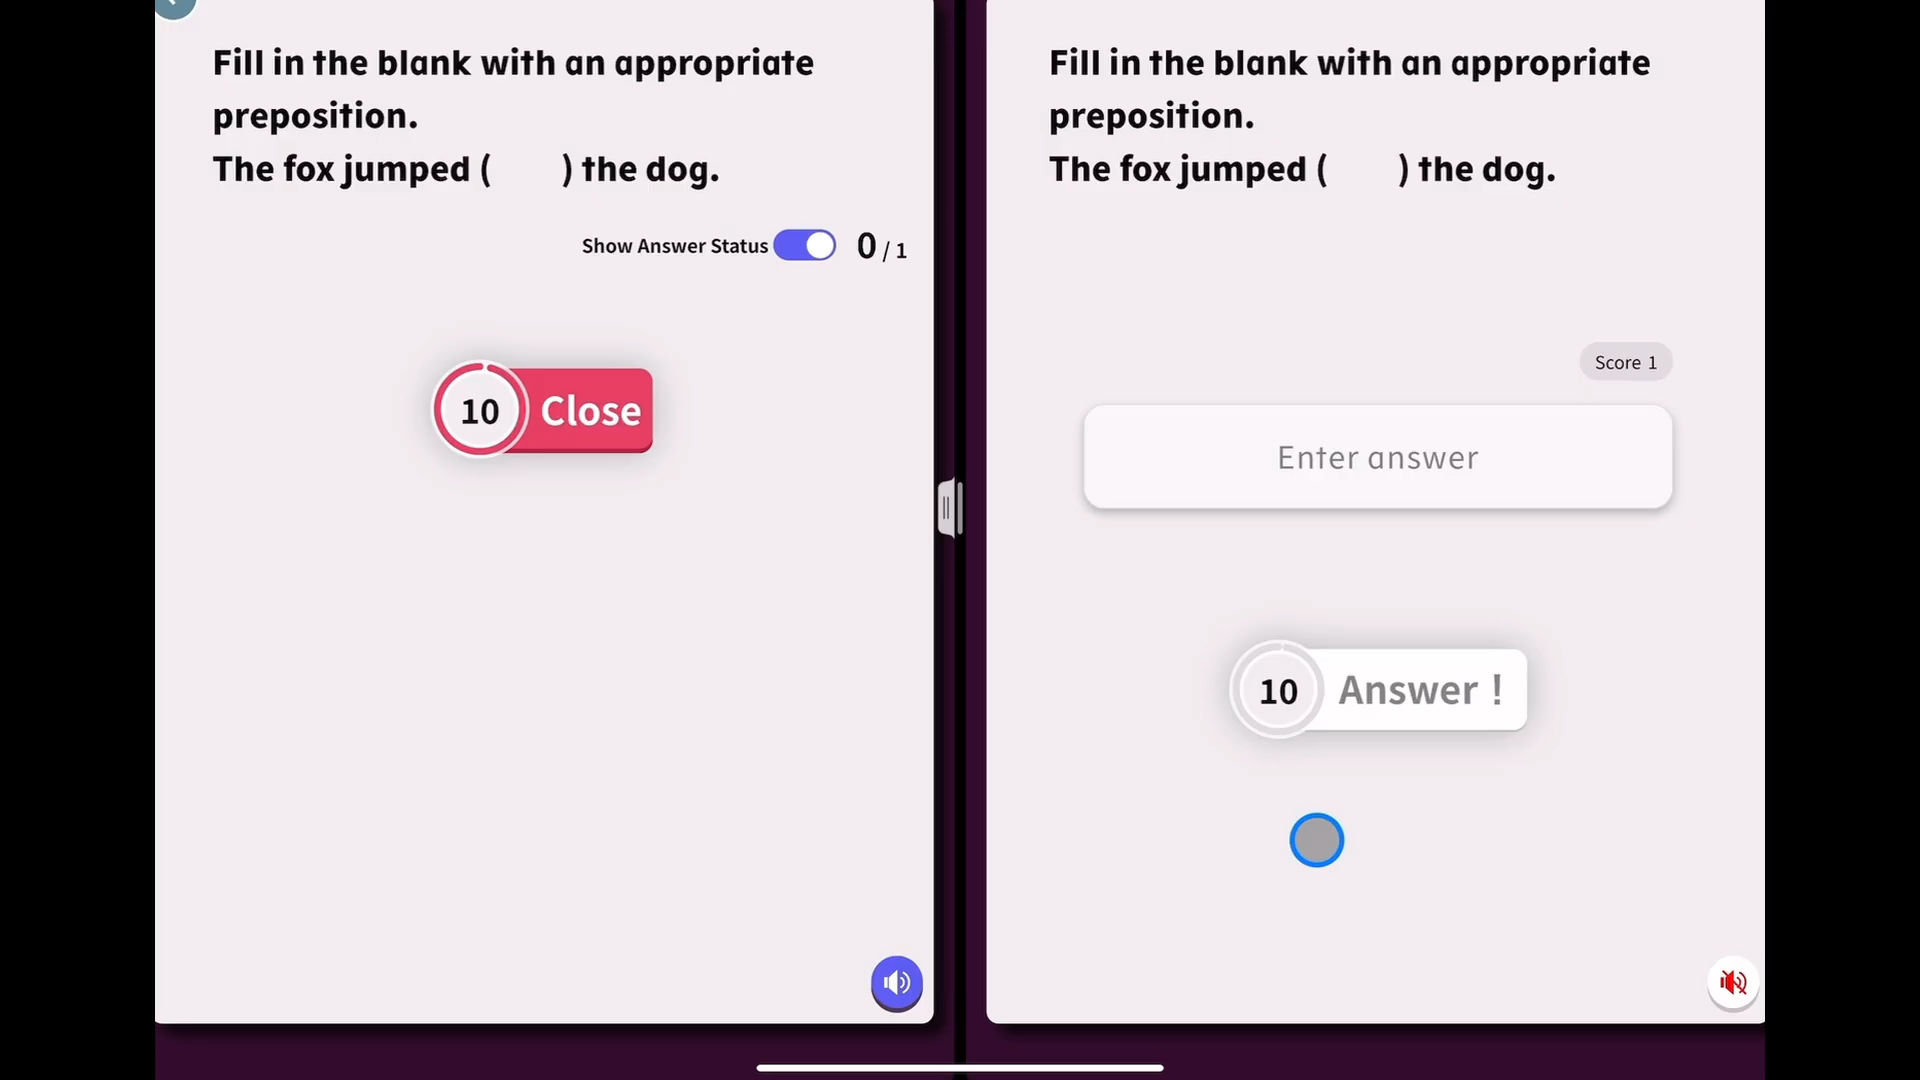 Fill in the blank with an appropriate
preposition.
The fox jumped (      ) the dog.
Show Answer Status 0 / 1
10 Close
Fill in the blank with an appropriate
preposition.
The fox jumped (      ) the dog.
Score 1
Enter answer
10 Answer !